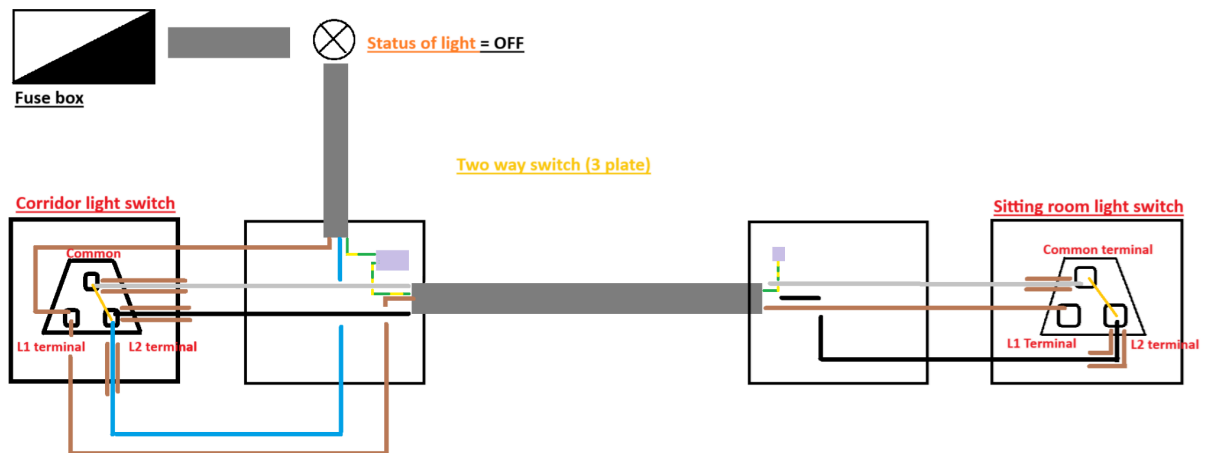 Status of light = OFF
Fuse box
Two way switch (3 plate)
Corridor light switch
Sitting room light switch
Common
Common terminal
L1 terminal
L2 terminal
L1 Terminal
L2 terminal